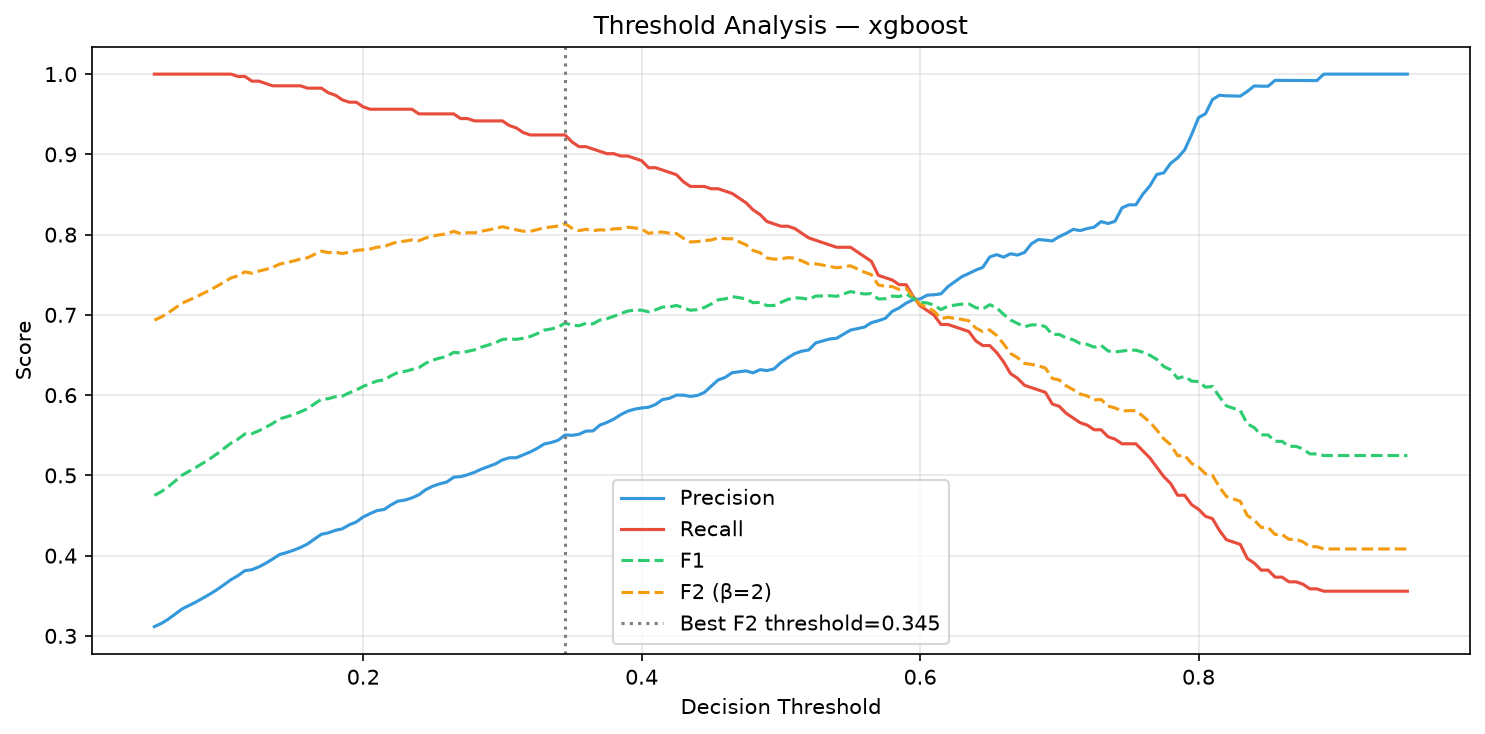 Threshold Analysis — xgboost
Score
1.0
0.9
0.8
0.7
0.6
0.5
0.4
0.3
Precision
Recall
F1
F2 (β=2)
Best F2 threshold=0.345
0.2 0.4 0.6 0.8
Decision Threshold